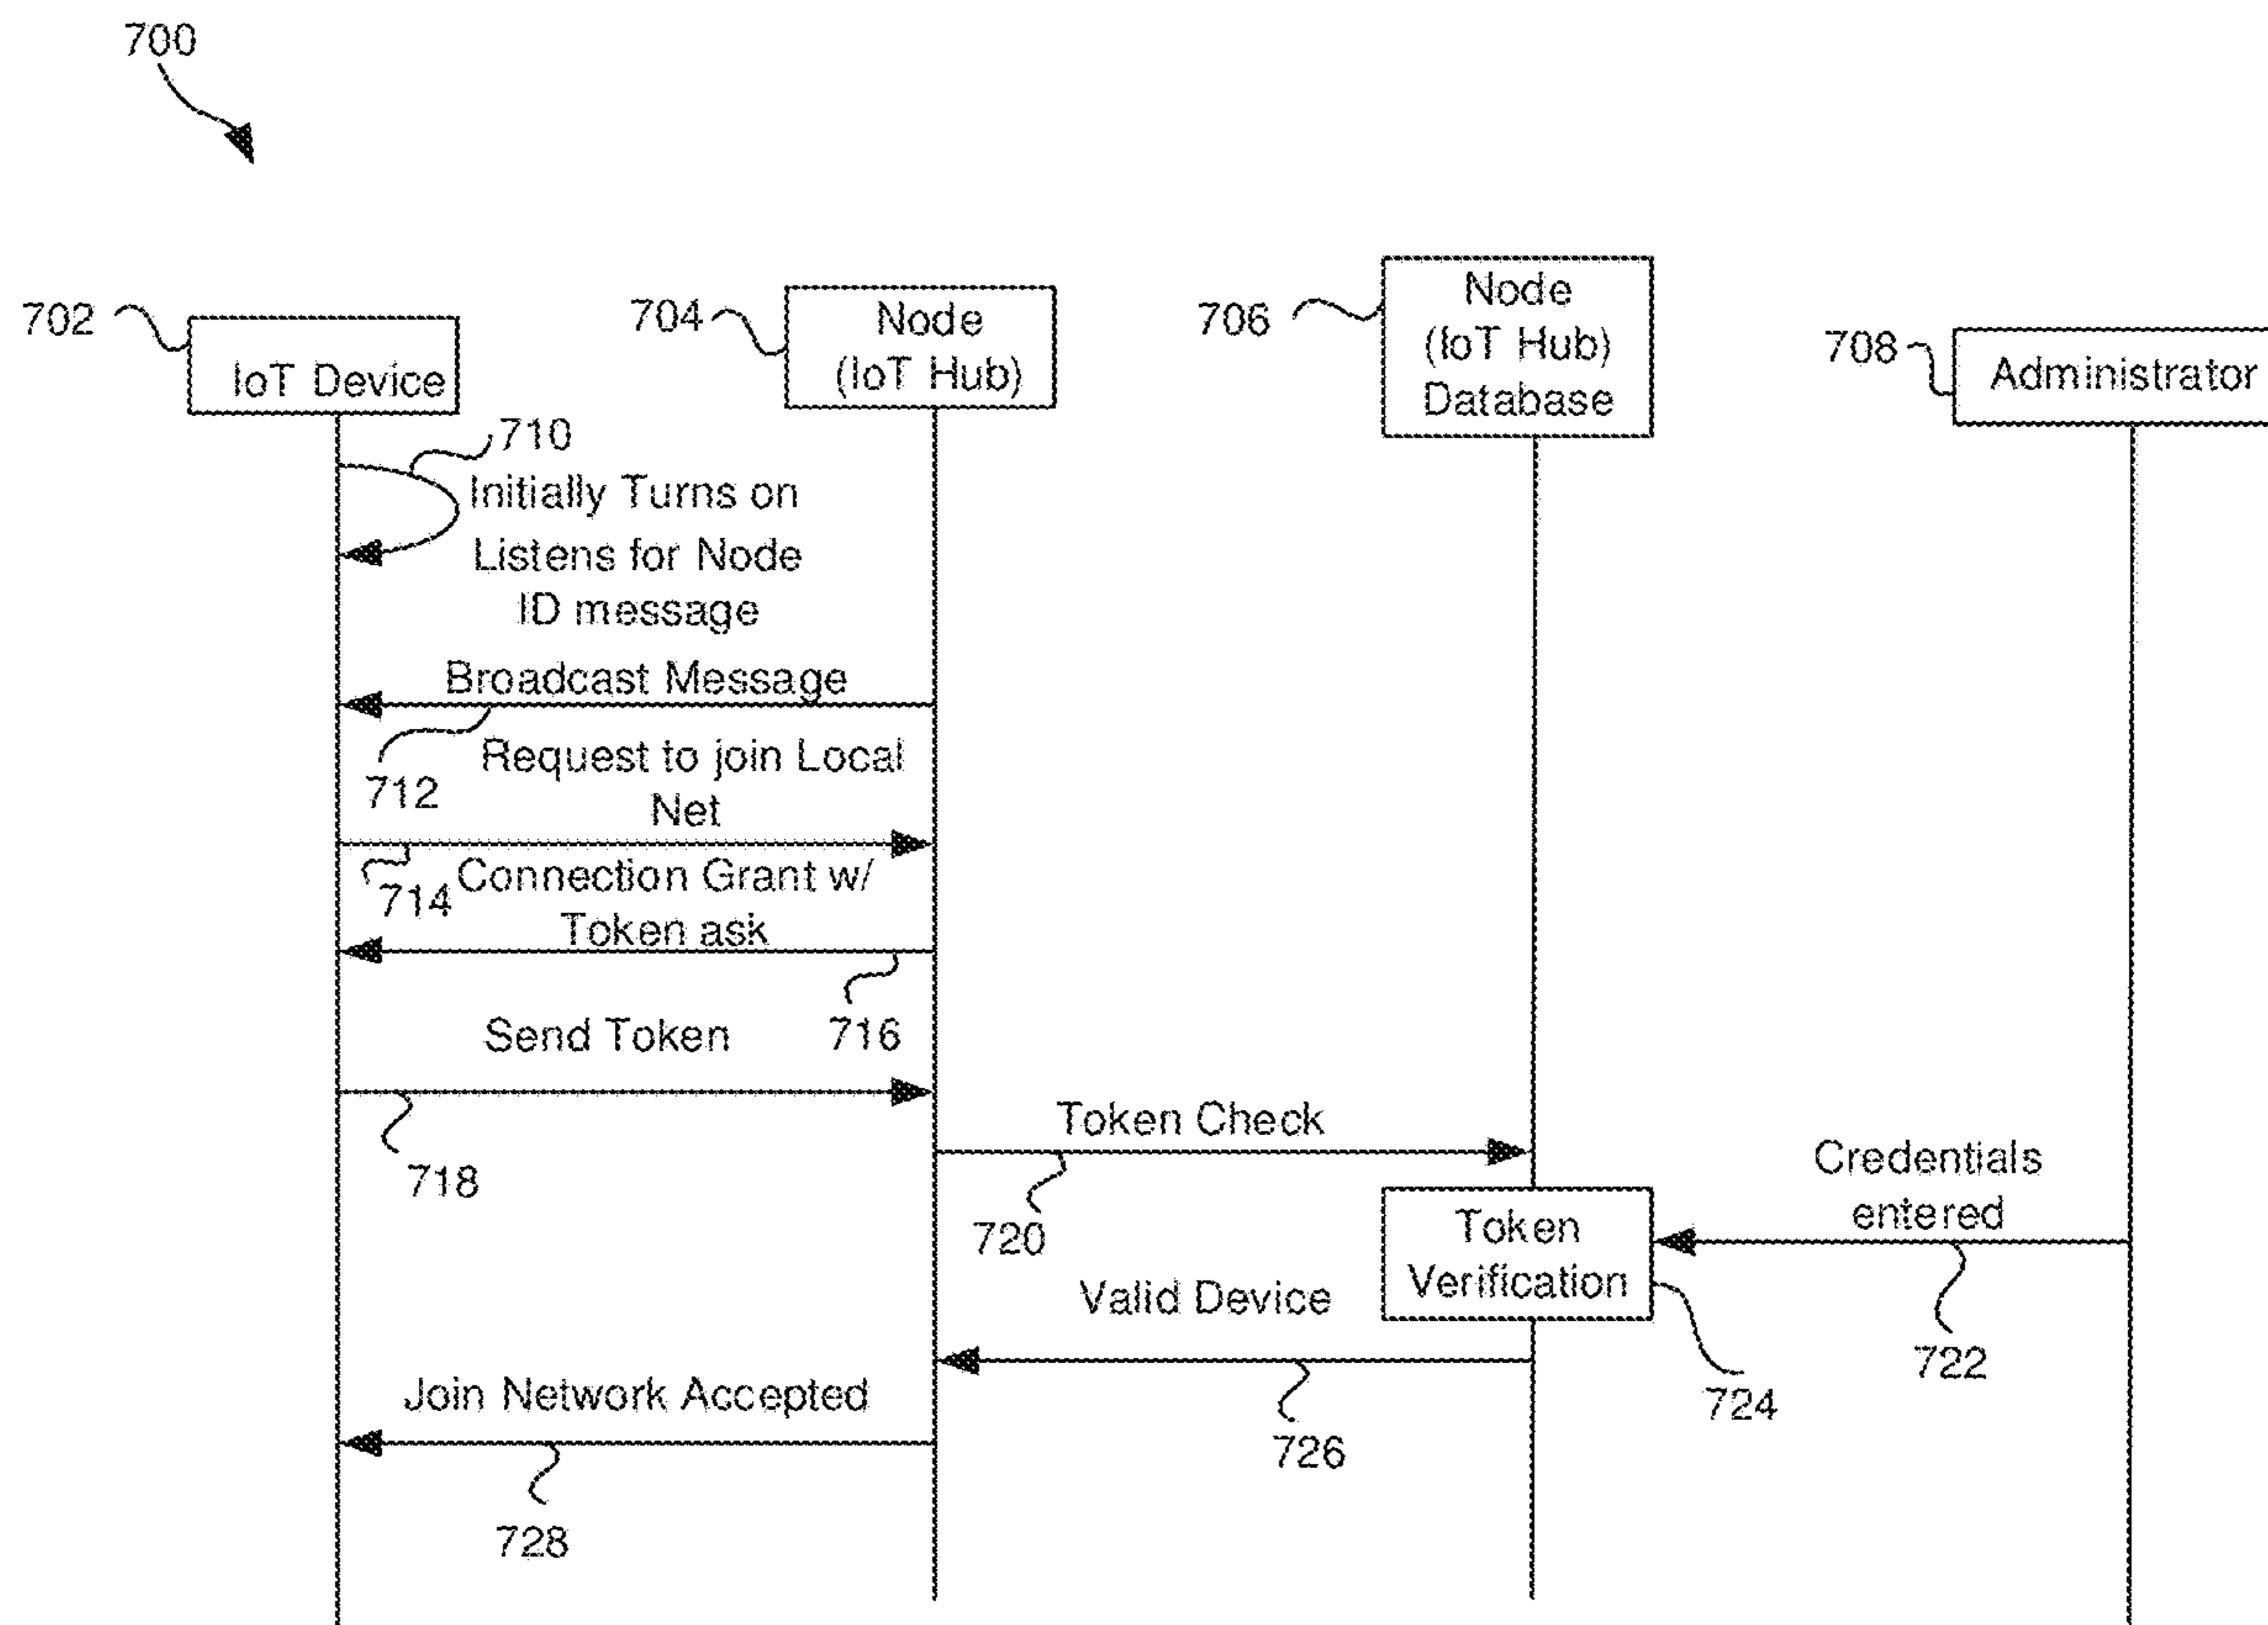 700
702
IoT Device
704
Node
(IoT Hub)
706
Node
(IoT Hub)
Database
708
Administrator
710
Initially Turns on
Listens for Node
ID message
Broadcast Message
712
Request to join Local
Net
714
Connection Grant w/
Token ask
716
Send Token
718
Token Check
720
Credentials
entered
722
Token
Verification
724
Valid Device
726
Join Network Accepted
728